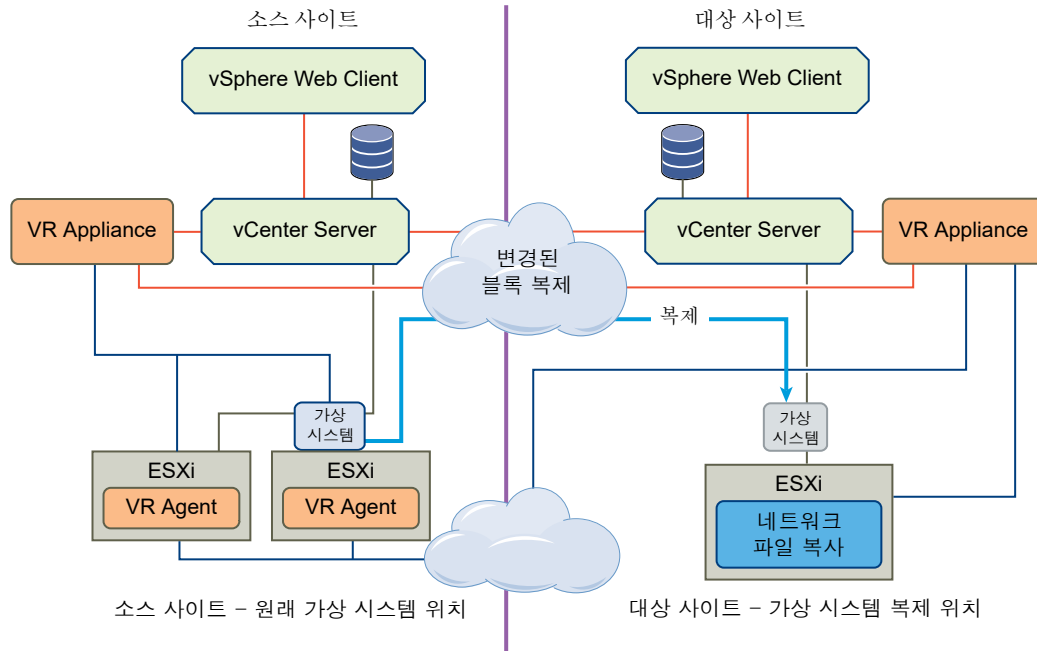 소스 사이트
대상 사이트
vSphere Web Client
vSphere Web Client
VR Appliance
vCenter Server
vCenter Server
VR Appliance
변경된
블록 복제
복제
가상
시스템
가상
시스템
ESXi
VR Agent
ESXi
VR Agent
ESXi
네트워크
파일 복사
소스 사이트 – 원래 가상 시스템 위치
대상 사이트 – 가상 시스템 복제 위치